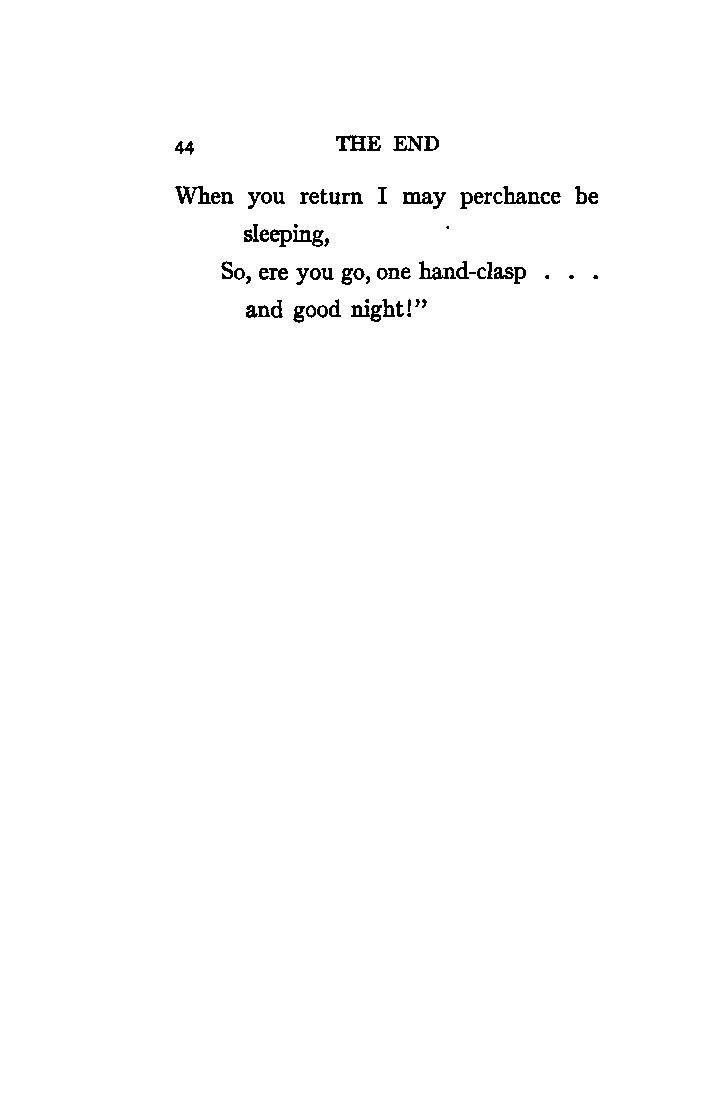 44 THE END
When you return I may perchance be
sleeping,
So, ere you go, one hand-clasp . . .
and good night!”